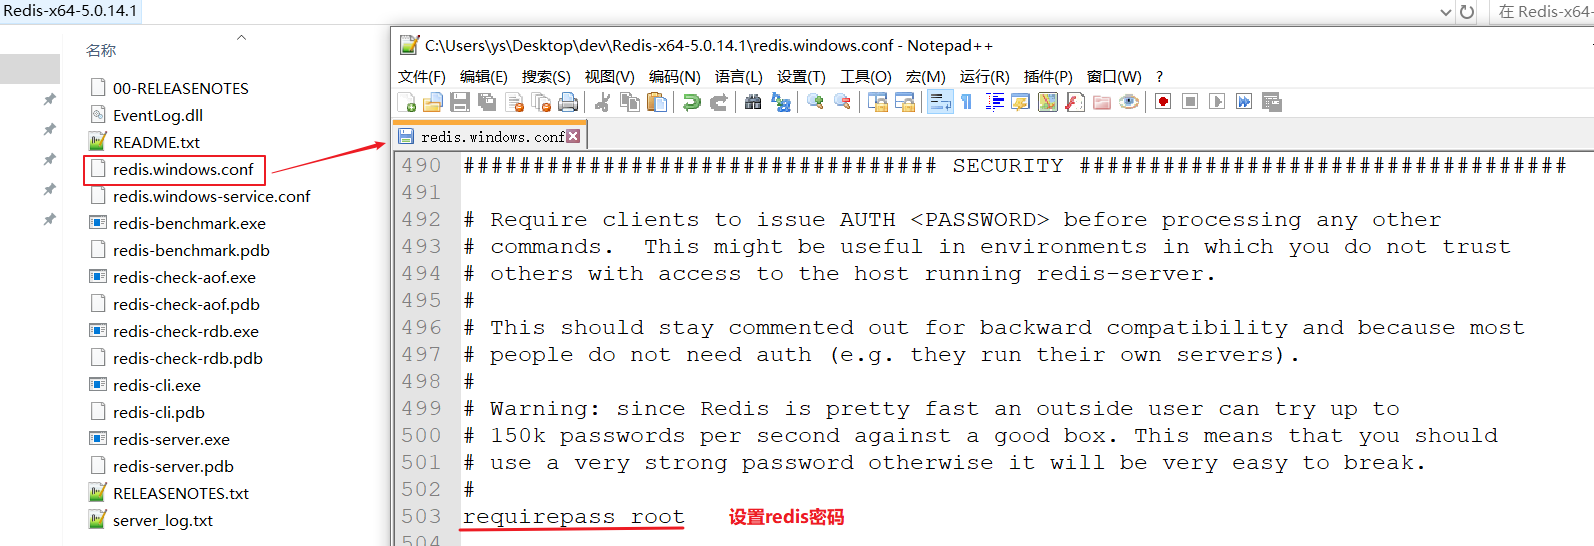 Redis-x64-5.0.14.1
在 Redis-x64-
名称
00-RELEASENOTES
EventLog.dll
README.txt
redis.windows.conf
redis.windows-service.conf
redis-benchmark.exe
redis-benchmark.pdb
redis-check-aof.exe
redis-check-aof.pdb
redis-check-rdb.exe
redis-check-rdb.pdb
redis-cli.exe
redis-cli.pdb
redis-server.exe
redis-server.pdb
RELEASENOTES.txt
server_log.txt
C:\Users\ys\Desktop\dev\Redis-x64-5.0.14.1\redis.windows.conf - Notepad++
文件(F) 编辑(E) 搜索(S) 视图(V) 编码(N) 语言(L) 设置(T) 工具(O) 宏(M) 运行(R) 插件(P) 窗口(W) ?
redis.windows.conf
490 ################################## SECURITY ###################################
491
492 # Require clients to issue AUTH <PASSWORD> before processing any other
493 # commands.  This might be useful in environments in which you do not trust
494 # others with access to the host running redis-server.
495 #
496 # This should stay commented out for backward compatibility and because most
497 # people do not need auth (e.g. they run their own servers).
498 #
499 # Warning: since Redis is pretty fast an outside user can try up to
500 # 150k passwords per second against a good box. This means that you should
501 # use a very strong password otherwise it will be very easy to break.
502 #
503 requirepass root 设置redis密码
504